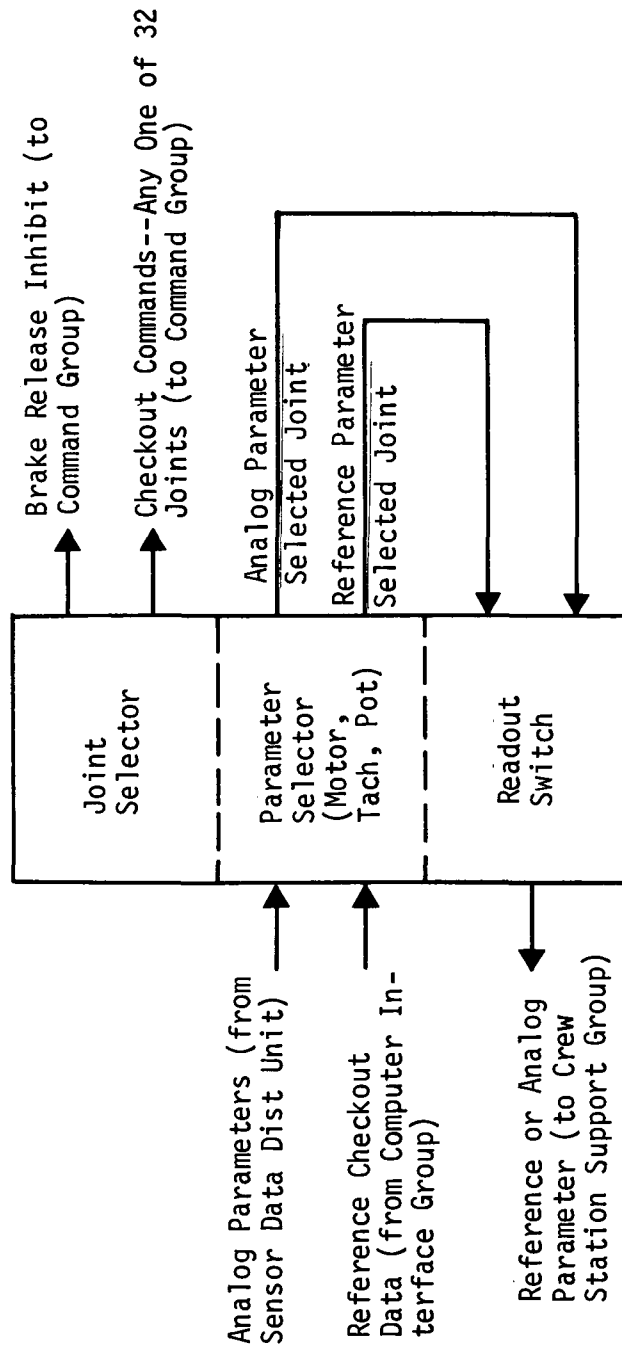 Brake Release Inhibit (to
Command Group)
Checkout Commands--Any One of 32
Joints (to Command Group)
Joint
Selector
Analog Parameters (from
Sensor Data Dist Unit)
Reference Checkout
Data (from Computer In-
terface Group)
Parameter
Selector
(Motor,
Tach, Pot)
Analog Parameter
Selected Joint
Reference Parameter
Selected Joint
Readout
Switch
Reference or Analog
Parameter (to Crew
Station Support Group)